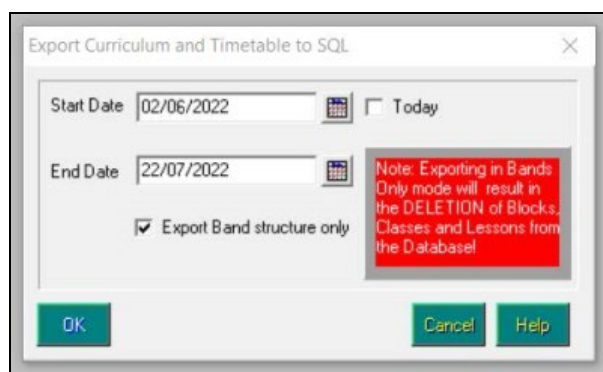 Export Curriculum and Timetable to SQL
Start Date 02/06/2022 Today
End Date 22/07/2022
Export Band structure only
Note: Exporting in Bands
Only mode will result in
the DELETION of Blocks,
Classes and Lessons from
the Database!
OK Cancel Help